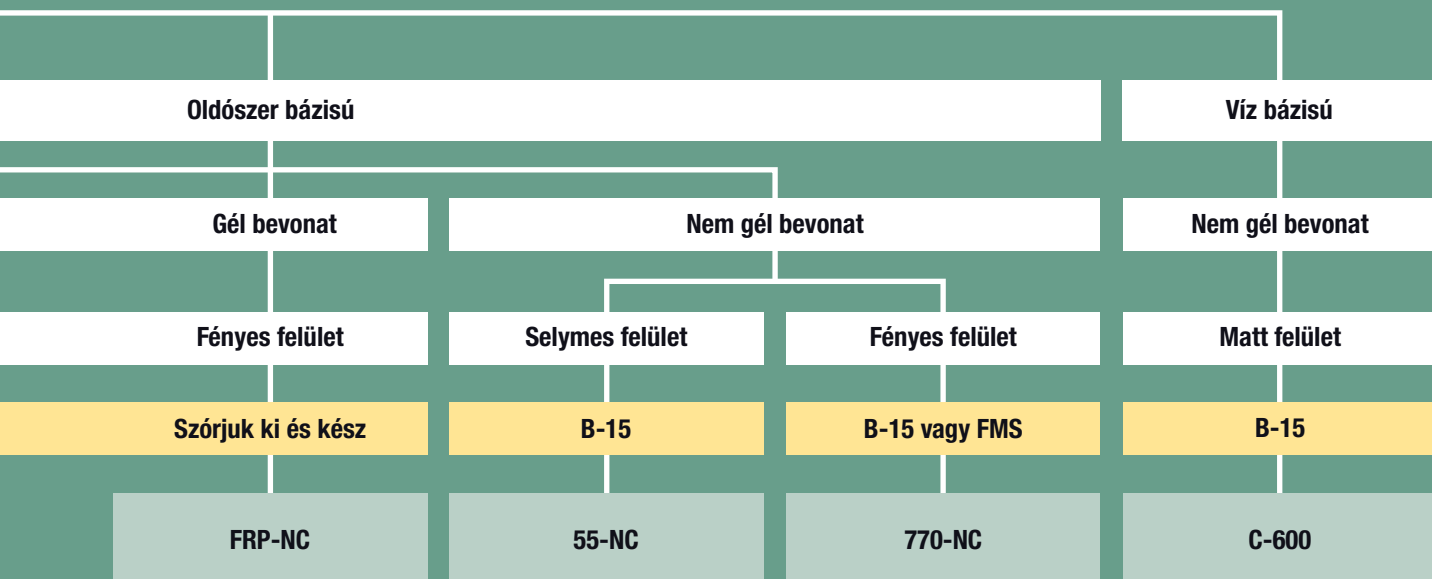 Oldószer bázisú
Víz bázisú
Gél bevonat
Nem gél bevonat
Nem gél bevonat
Fényes felület
Selymes felület
Fényes felület
Matt felület
Szórjuk ki és kész
B-15
B-15 vagy FMS
B-15
FRP-NC
55-NC
770-NC
C-600